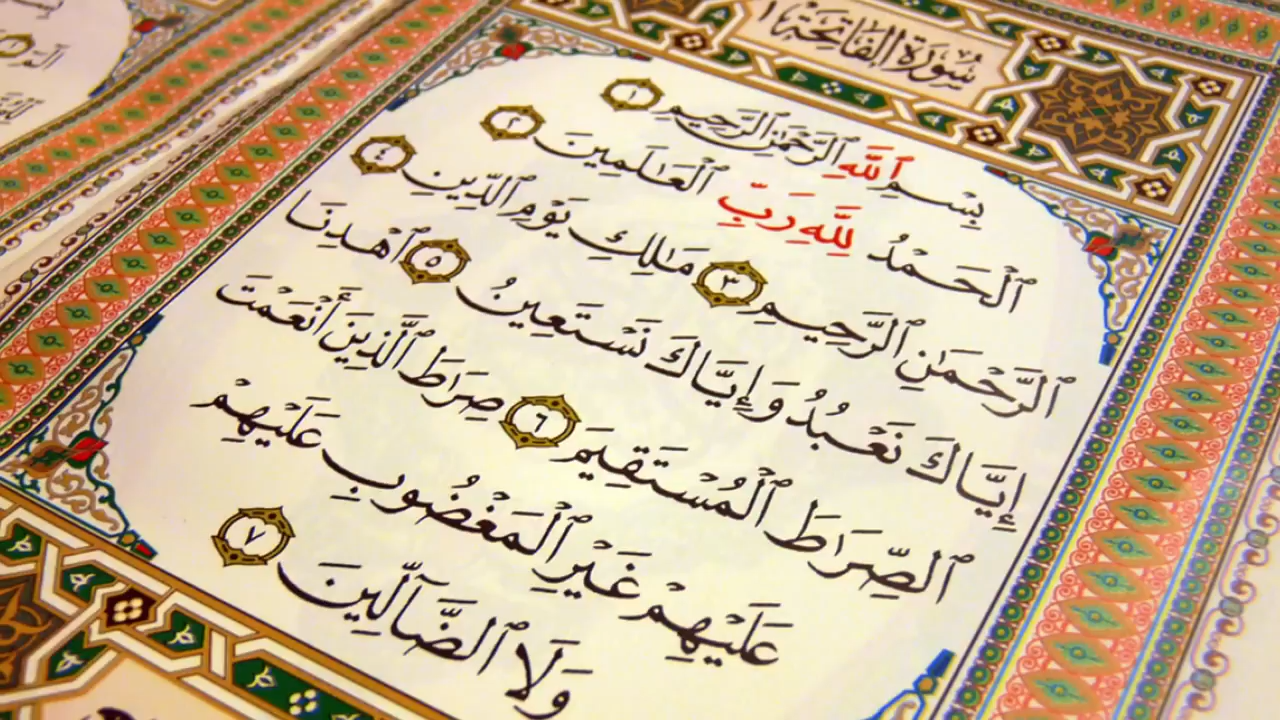 سُورَةُ الفَاتِحَةِ ١
بِسْمِ ٱللَّهِ ٱلرَّحْمَٰنِ ٱلرَّحِيمِ ١
ٱلْحَمْدُ لِلَّهِ رَبِّ ٱلْعَٰلَمِينَ ٢
ٱلرَّحْمَٰنِ ٱلرَّحِيمِ ٣ مَٰلِكِ يَوْمِ ٱلدِّينِ ٤
إِيَّاكَ نَعْبُدُ وَإِيَّاكَ نَسْتَعِينُ ٥ ٱهْدِنَا
ٱلصِّرَٰطَ ٱلْمُسْتَقِيمَ ٦ صِرَٰطَ ٱلَّذِينَ أَنْعَمْتَ
عَلَيْهِمْ غَيْرِ ٱلْمَغْضُوبِ عَلَيْهِمْ
وَلَا ٱلضَّآلِّينَ ٧